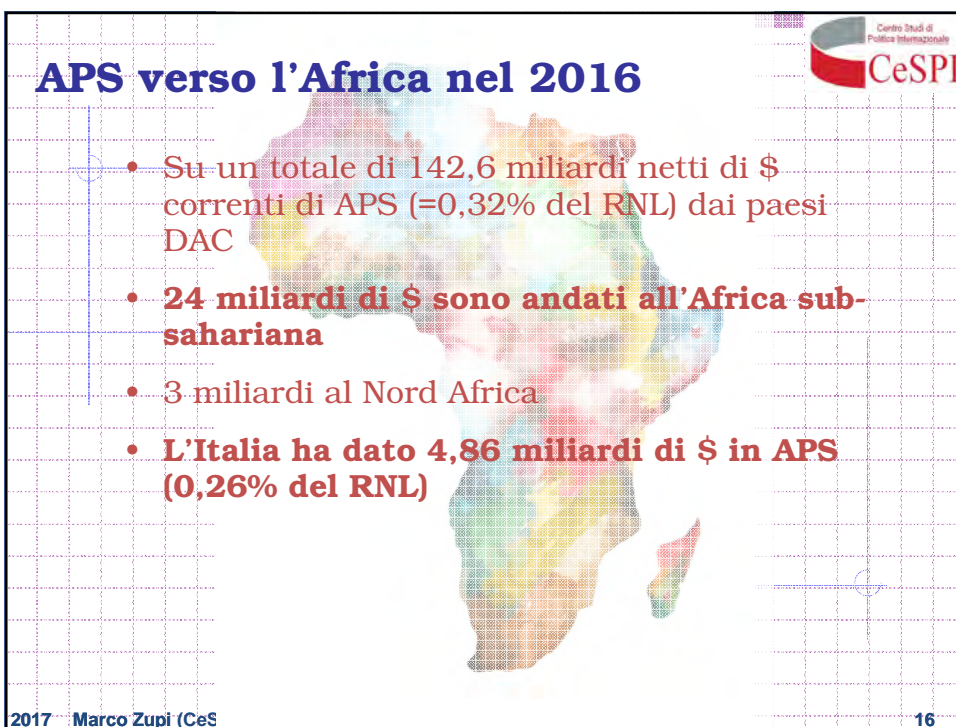 Centro Studi di
Politica Internazionale
CeSPI
APS verso l'Africa nel 2016
• Su un totale di 142,6 miliardi netti di $
correnti di APS (=0,32% del RNL) dai paesi
DAC
• 24 miliardi di $ sono andati all'Africa sub-
sahariana
• 3 miliardi al Nord Africa
• L'Italia ha dato 4,86 miliardi di $ in APS
(0,26% del RNL)
2017 Marco Zupi (CeS
16